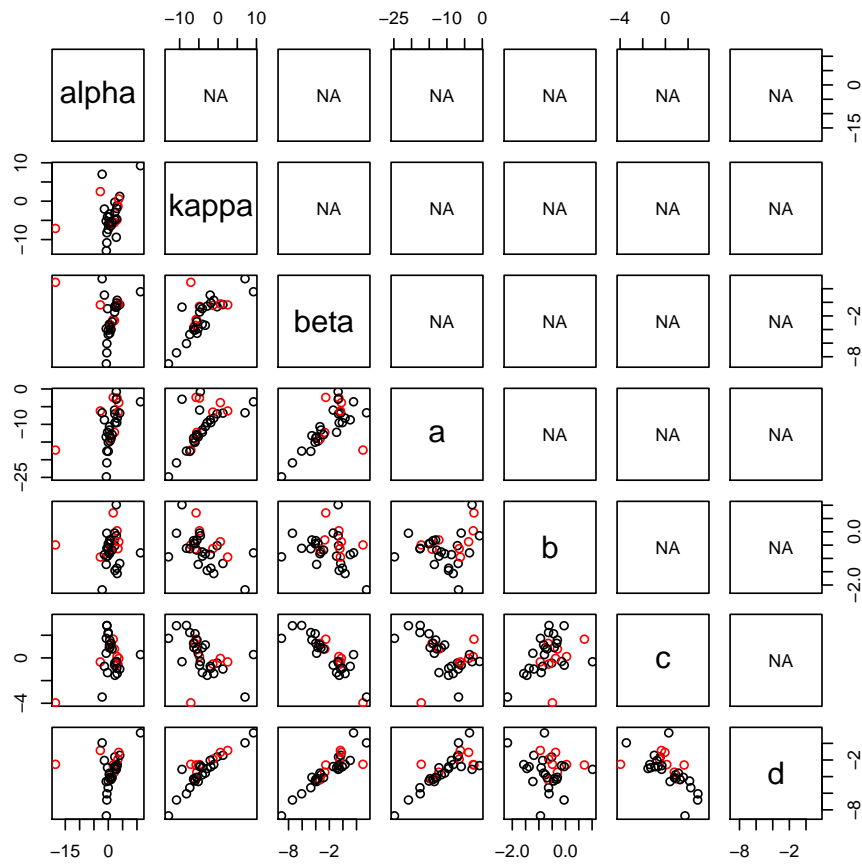 −10 0 10 −25 −10 0 −4 0
alpha NA NA NA NA NA NA
−15 0
−10 0 10
kappa NA NA NA NA NA
beta NA NA NA NA
−8 −2
−25 −10 0
a NA NA NA
b NA NA
−2.0 0.0
−4 0
c NA
d
−8 −2
−15 0 −8 −2 −2.0 0.0 −8 −2